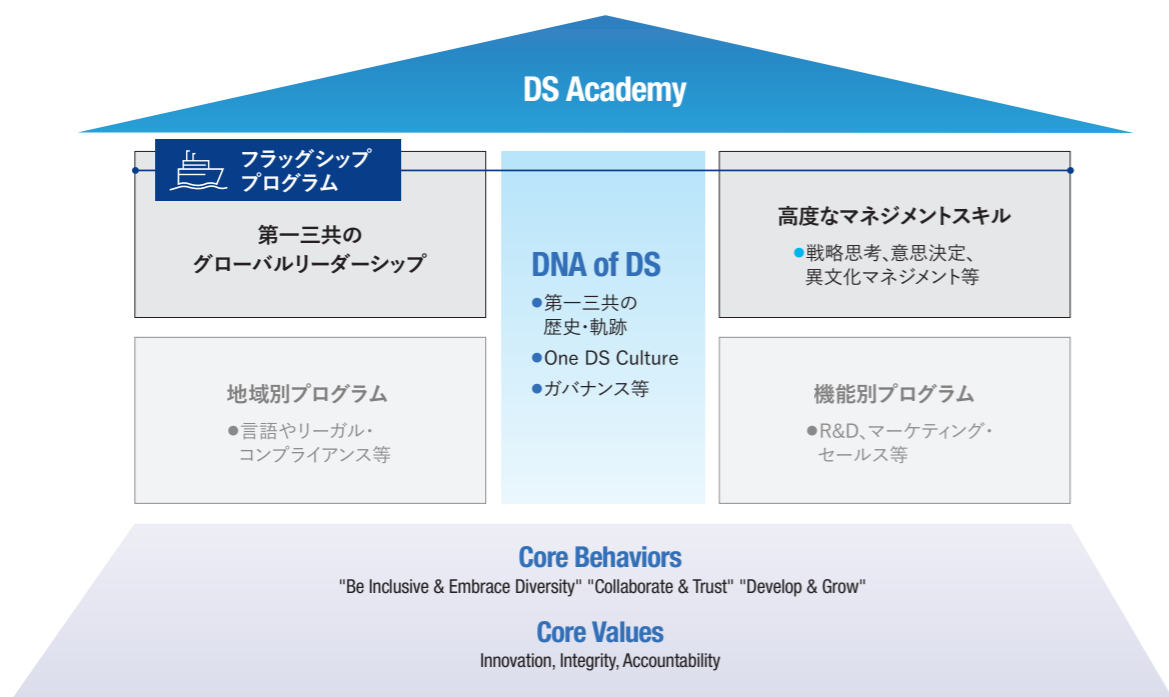 DS Academy
フラッグシップ
プログラム
第一三共の
グローバルリーダーシップ
DNA of DS
●第一三共の
歴史・軌跡
●One DS Culture
●ガバナンス等
高度なマネジメントスキル
●戦略思考、意思決定、
異文化マネジメント等
地域別プログラム
●言語やリーガル・
コンプライアンス等
機能別プログラム
●R&D、マーケティング・
セールス等
Core Behaviors
"Be Inclusive & Embrace Diversity" "Collaborate & Trust" "Develop & Grow"
Core Values
Innovation, Integrity, Accountability